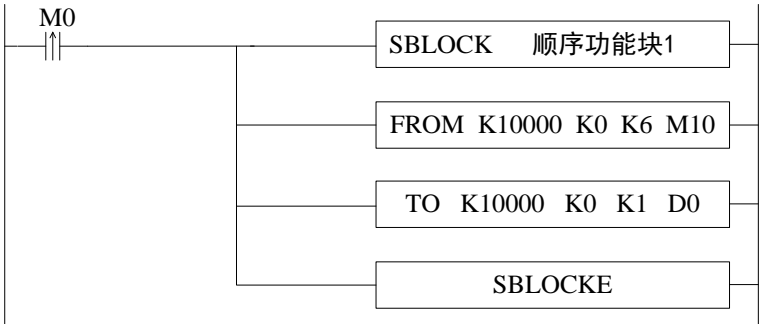 M0
SBLOCK 顺序功能块1
FROM K10000 K0 K6 M10
TO K10000 K0 K1 D0
SBLOCKE